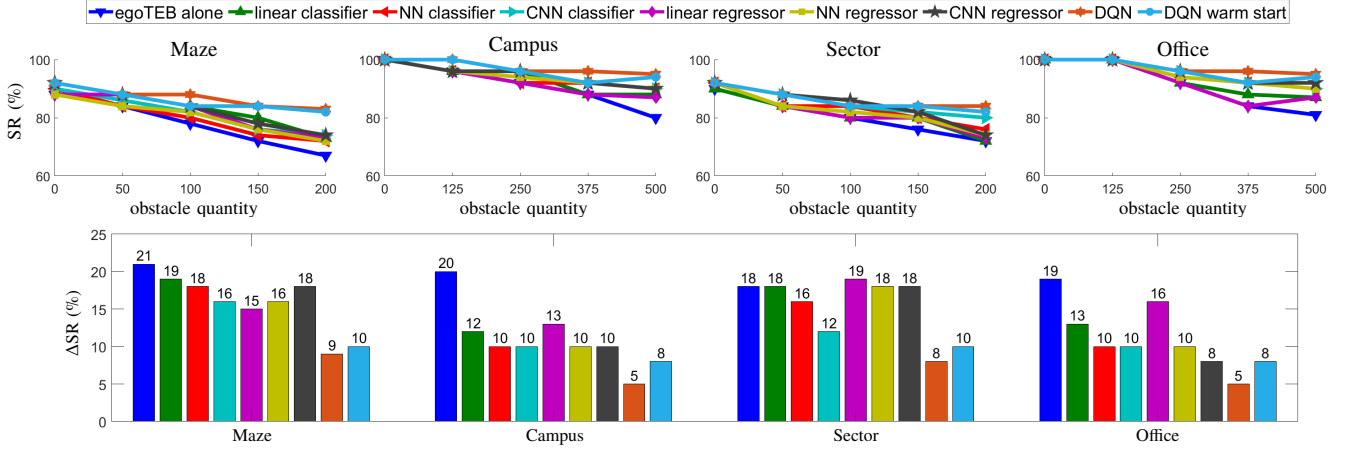 egoTEB alone linear classifier NN classifier CNN classifier linear regressor NN regressor CNN regressor DQN DQN warm start
Maze Campus Sector Office
SR (%)
100 100 100 100
80 80 80 80
60 60 60 60
0 50 100 150 200 0 125 250 375 500 0 50 100 150 200 0 125 250 375 500
obstacle quantity obstacle quantity obstacle quantity obstacle quantity
ΔSR (%)
25
20
15
10
5
0
21 19 18 16 15 16 18 9 10
20 12 10 10 13 10 10 5 8
18 18 16 12 19 18 18 8 10
19 13 10 10 16 10 8 5 8
Maze Campus Sector Office